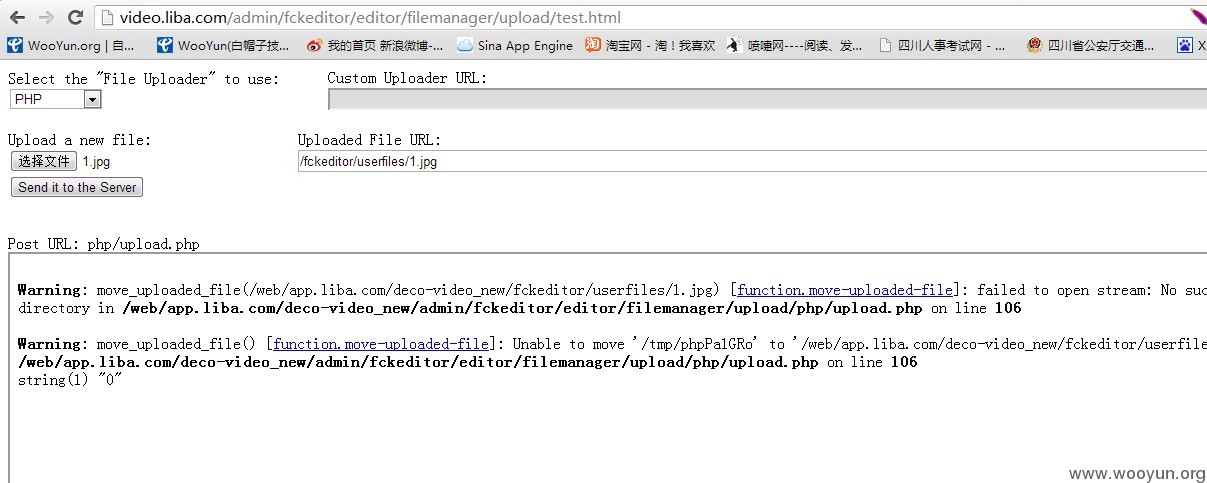 video.liba.com/admin/fckeditor/editor/filemanager/upload/test.html
WooYun.org | 自... WooYun(白帽子技... 我的首页 新浪微博-... Sina App Engine 淘宝网 - 淘！我喜欢 喷嚏网----阅读、发... 四川人事考试网 - ... 四川省公安厅交通... X
Select the "File Uploader" to use: Custom Uploader URL:
PHP
Upload a new file: Uploaded File URL:
选择文件 1.jpg /fckeditor/userfiles/1.jpg
Send it to the Server
Post URL: php/upload.php
Warning: move_uploaded_file(/web/app.liba.com/deco-video_new/fckeditor/userfiles/1.jpg) [function.move-uploaded-file]: failed to open stream: No suc
directory in /web/app.liba.com/deco-video_new/admin/fckeditor/editor/filemanager/upload/php/upload.php on line 106
Warning: move_uploaded_file() [function.move-uploaded-file]: Unable to move '/tmp/phpPa1GRo' to '/web/app.liba.com/deco-video_new/fckeditor/userfile
/web/app.liba.com/deco-video_new/admin/fckeditor/editor/filemanager/upload/php/upload.php on line 106
string(1) "0"
www.wooyun.org